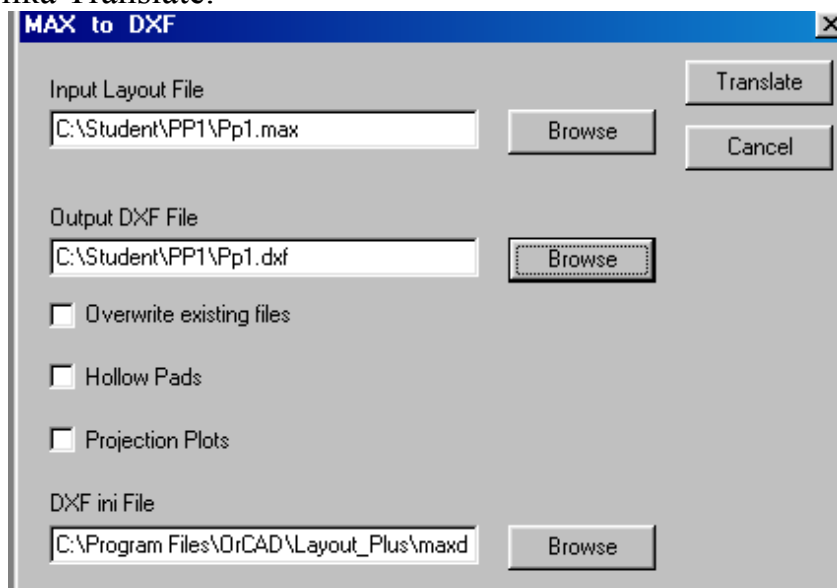 Translate.
MAX to DXF
Input Layout File
Translate
C:\Student\PP1\Pp1.max
Browse
Cancel
Output DXF File
C:\Student\PP1\Pp1.dxf
Browse
Overwrite existing files
Hollow Pads
Projection Plots
DXF ini File
C:\Program Files\OrCAD\Layout_Plus\maxd
Browse